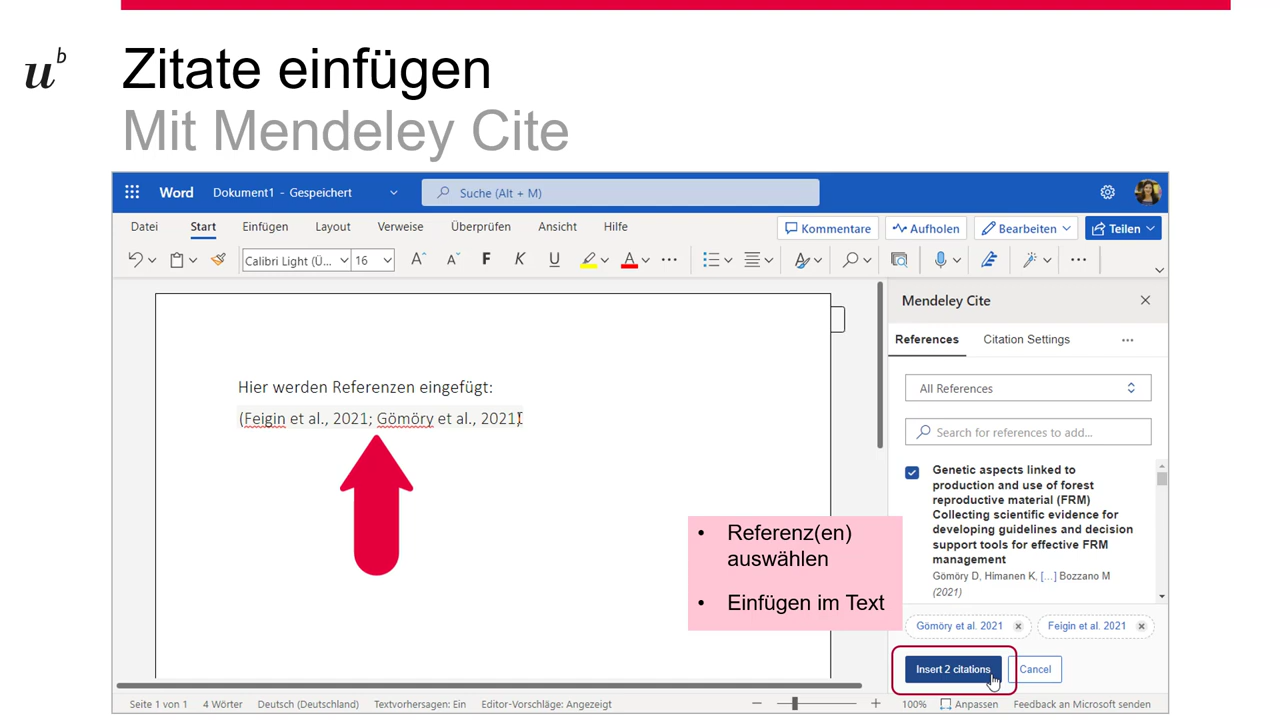 u b
Zitate einfügen
Mit Mendeley Cite
Word Dokument1 - Gespeichert Suche (Alt + M)
Datei Start Einfügen Layout Verweise Überprüfen Ansicht Hilfe Kommentare Aufholen Bearbeiten Teilen
Calibri Light (Ü... 16 A A F K U A
Mendeley Cite
References Citation Settings
All References
Search for references to add...
Hier werden Referenzen eingefügt:
(Feigin et al., 2021; Gömöry et al., 2021)
Genetic aspects linked to
production and use of forest
reproductive material (FRM)
Collecting scientific evidence for
developing guidelines and decision
support tools for effective FRM
management
Gömöry D, Himanen K, [...] Bozzano M
(2021)
• Referenz(en)
auswählen
• Einfügen im Text
Gömöry et al. 2021 Feigin et al. 2021
Insert 2 citations Cancel
Seite 1 von 1 4 Wörter Deutsch (Deutschland) Textvorhersagen: Ein Editor-Vorschläge: Angezeigt 100% Anpassen Feedback an Microsoft senden